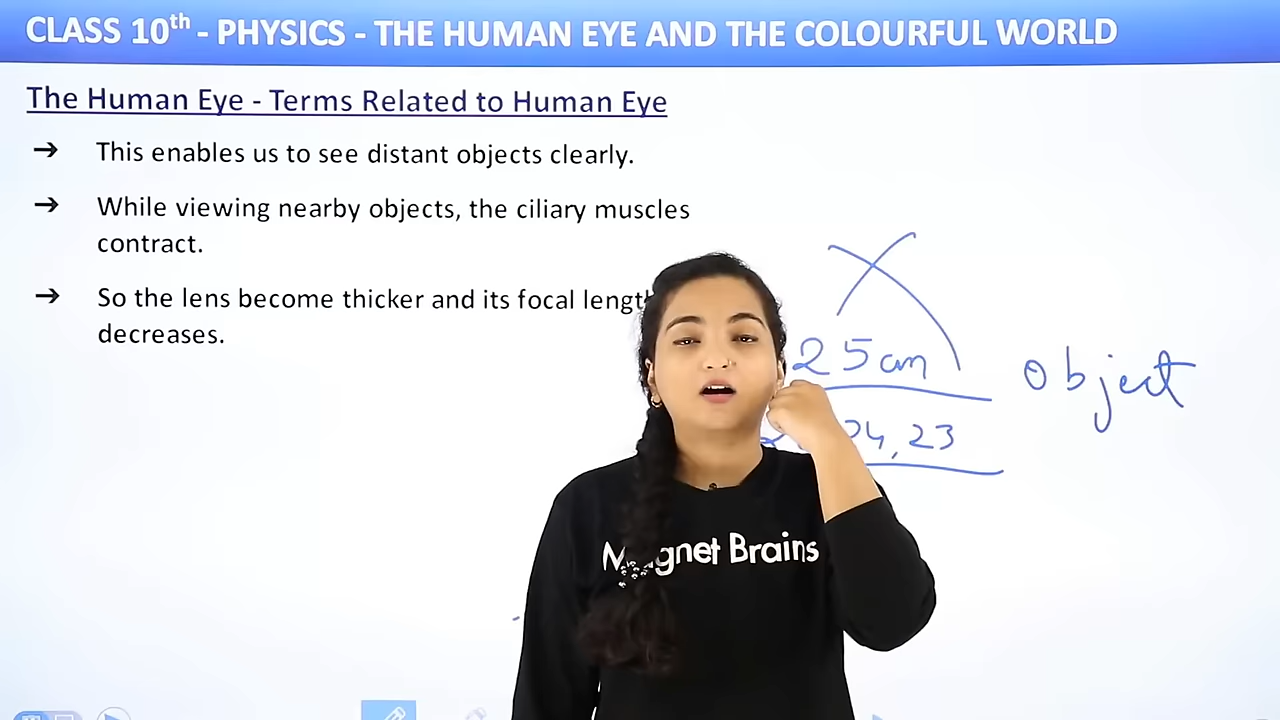 CLASS 10th - PHYSICS - THE HUMAN EYE AND THE COLOURFUL WORLD
The Human Eye - Terms Related to Human Eye
➔ This enables us to see distant objects clearly.
➔ While viewing nearby objects, the ciliary muscles
contract.
➔ So the lens become thicker and its focal lengt
decreases.
25cm
object
24, 23
Magnet Brains